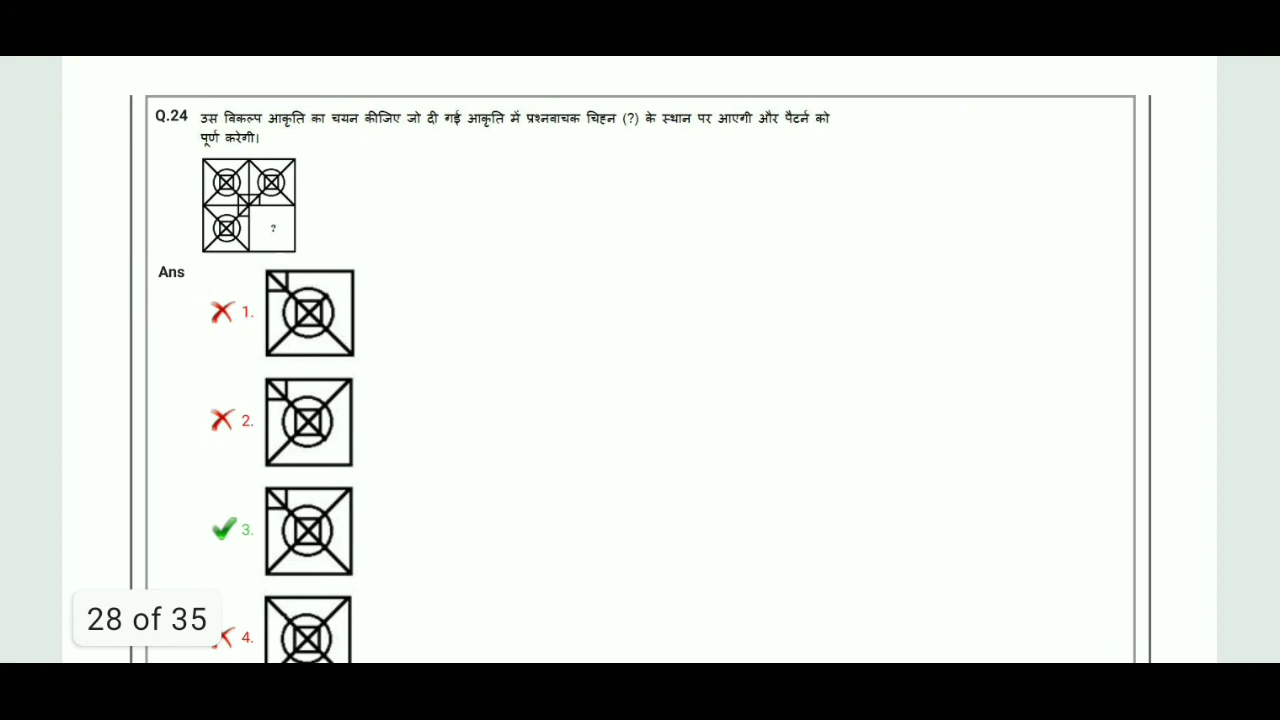 Q.24 उस विकल्प आकृति का चयन कीजिए जो दी गई आकृति में प्रश्नवाचक चिह्न (?) के स्थान पर आएगी और पैटर्न को
पूर्ण करेगी।
?
Ans
1.
2.
3.
28 of 35
4.